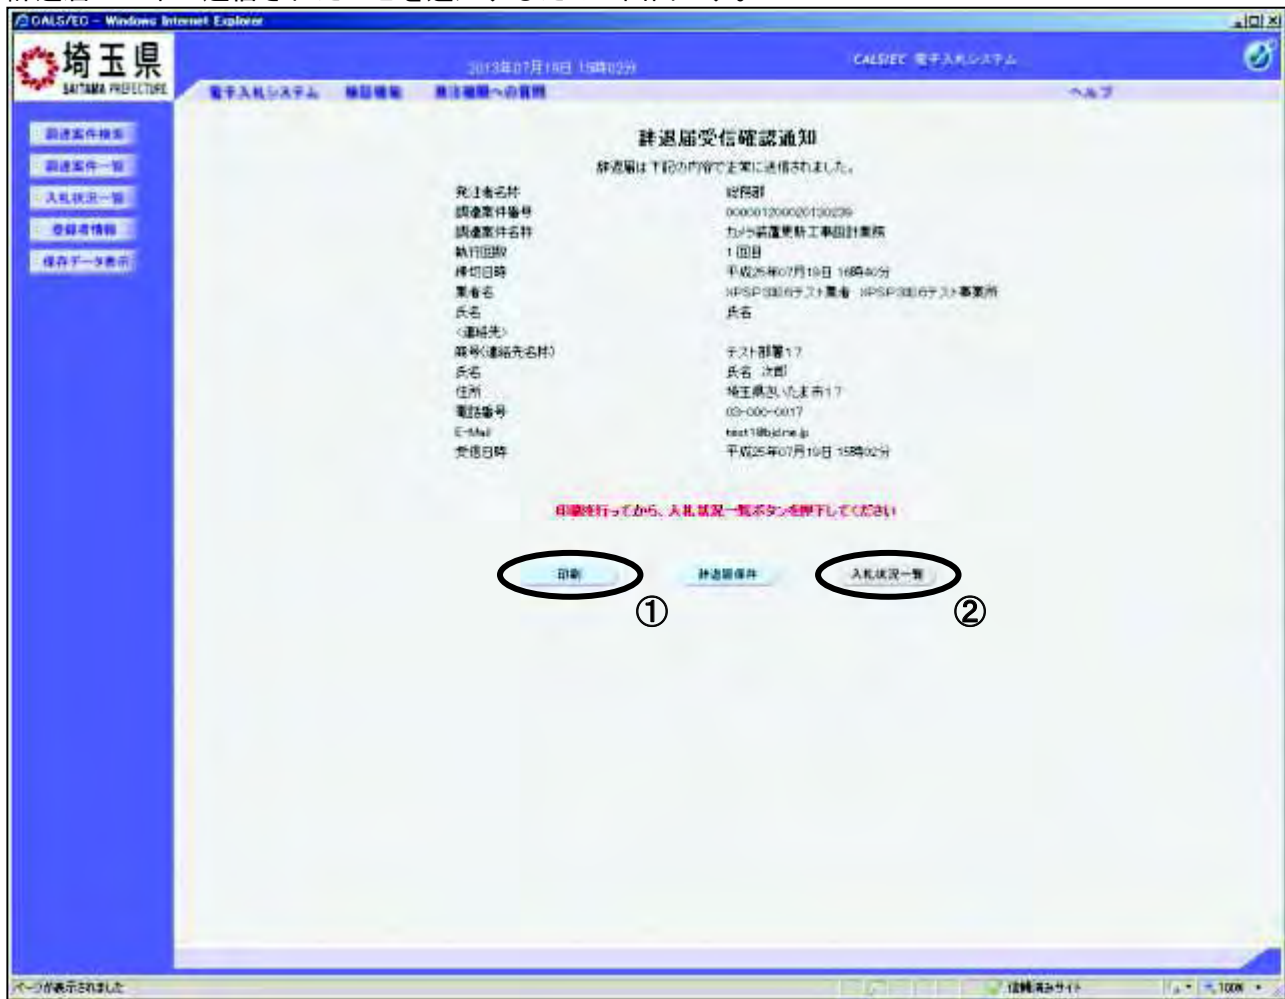 CALS/EC - Windows Internet Explorer
埼玉県
SAITAMA PREFECTURE
2013年07月19日 15時02分
CALS/EC 電子入札システム
電子入札システム 検証機能 発注機関への質問 ヘルプ
調達案件検索
調達案件一覧
入札状況一覧
登録者情報
保存データ表示
辞退届受信確認通知
辞退届は下記の内容で正常に送信されました。
発注者名称 総務部
調達案件番号
調達案件名称 カメラ装置更新工事設計業務
執行回数 1回目
締切日時 平成25年07月19日 16時40分
業者名
氏名 氏名
<連絡先>
商号(連絡先名称) テスト部署17
氏名 氏名 次郎
住所 埼玉県さいたま市17
電話番号 03-000-0017
E-Mail
受信日時 平成25年07月19日 15時02分
印刷を行ってから、入札状況一覧ボタンを押下してください
印刷 辞退届保存 入札状況一覧
① ②
ページが表示されました 信頼済みサイト 100%